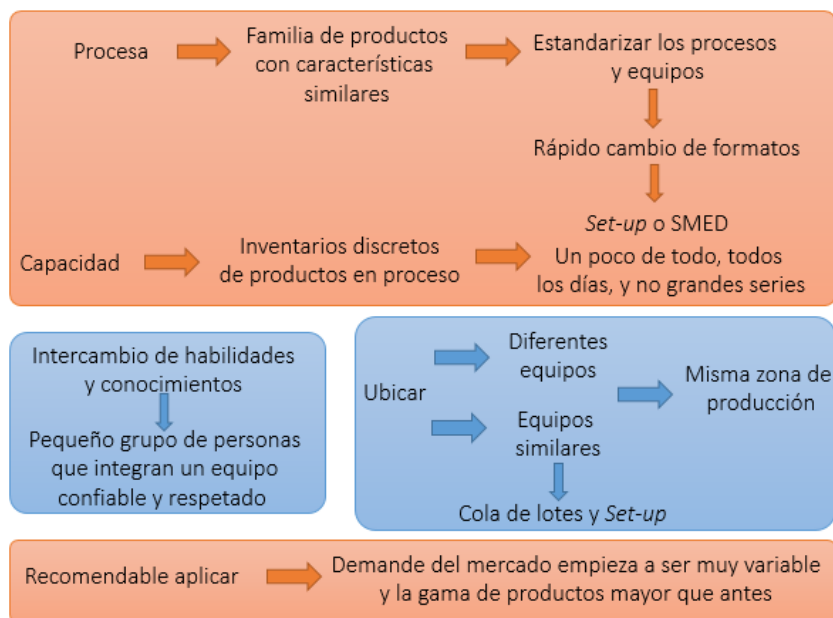 Procesa
Familia de productos
con características
similares
Estandarizar los procesos
y equipos
Rápido cambio de formatos
Set-up o SMED
Capacidad
Inventarios discretos
de productos en proceso
Un poco de todo, todos
los días, y no grandes series
Intercambio de habilidades
y conocimientos
Pequeño grupo de personas
que integran un equipo
confiable y respetado
Ubicar
Diferentes
equipos
Equipos
similares
Misma zona de
producción
Cola de lotes y Set-up
Recomendable aplicar
Demande del mercado empieza a ser muy variable
y la gama de productos mayor que antes